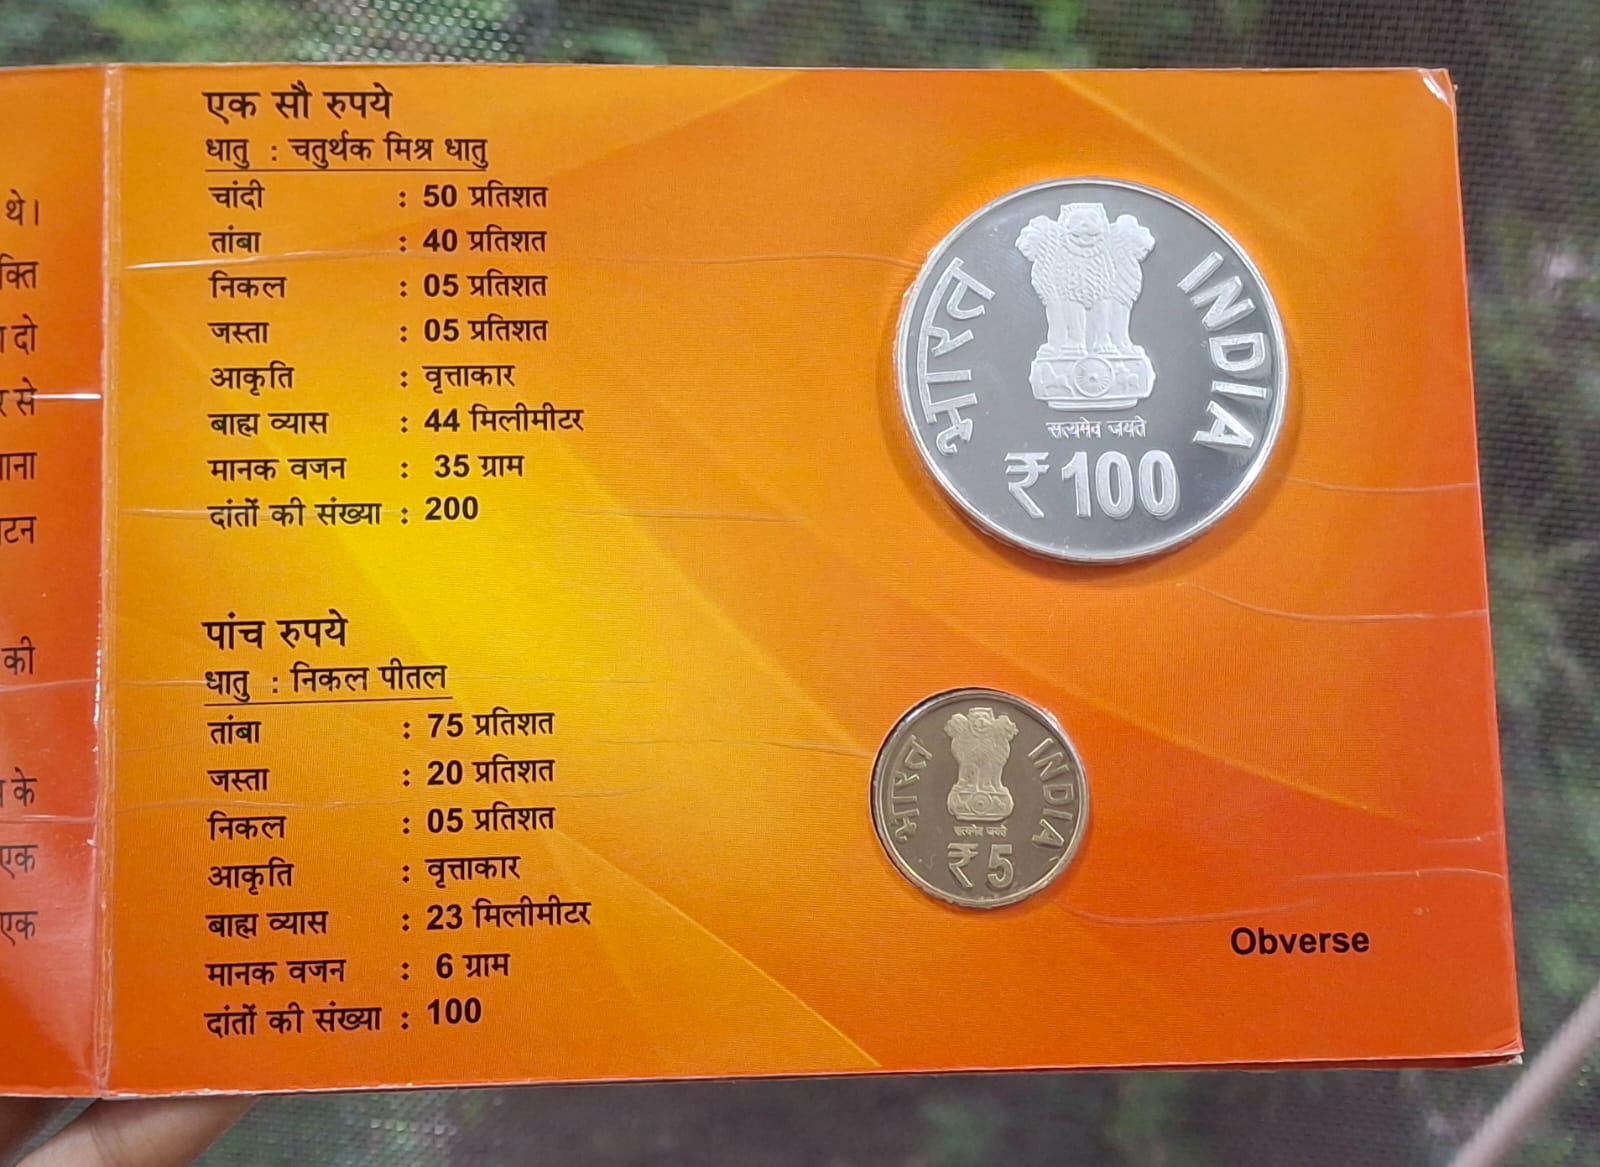 थे।
क्ति
दो
से
ाना
टन
की
के
एक
एक
एक सौ रुपये
धातु : चतुर्थक मिश्र धातु
चांदी : 50 प्रतिशत
तांबा : 40 प्रतिशत
निकल : 05 प्रतिशत
जस्ता : 05 प्रतिशत
आकृति : वृत्ताकार
बाह्य व्यास : 44 मिलीमीटर
मानक वजन : 35 ग्राम
दांतों की संख्या : 200
पांच रुपये
धातु : निकल पीतल
तांबा : 75 प्रतिशत
जस्ता : 20 प्रतिशत
निकल : 05 प्रतिशत
आकृति : वृत्ताकार
बाह्य व्यास : 23 मिलीमीटर
मानक वजन : 6 ग्राम
दांतों की संख्या : 100
भारत
INDIA
सत्यमेव जयते
₹100
भारत
INDIA
सत्यमेव जयते
₹5
Obverse